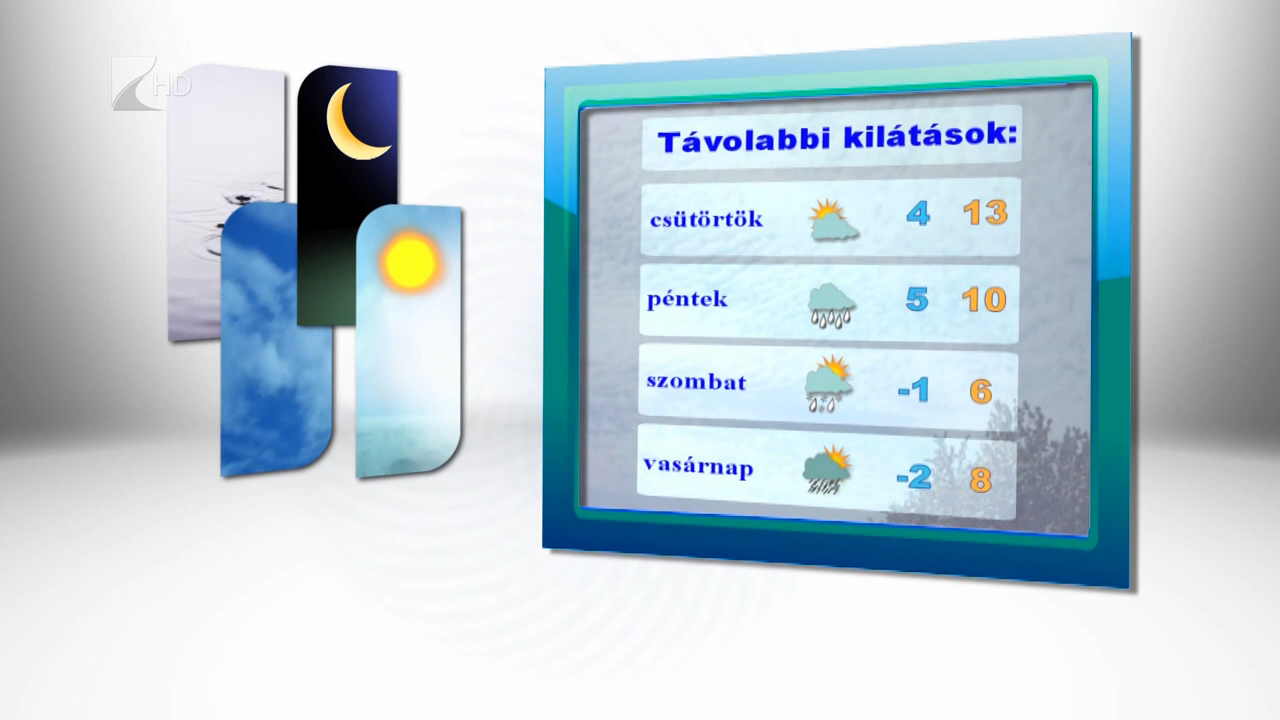 HD
Távolabbi kilátások:
csütörtök 4 13
péntek 5 10
szombat -1 6
vasárnap -2 8